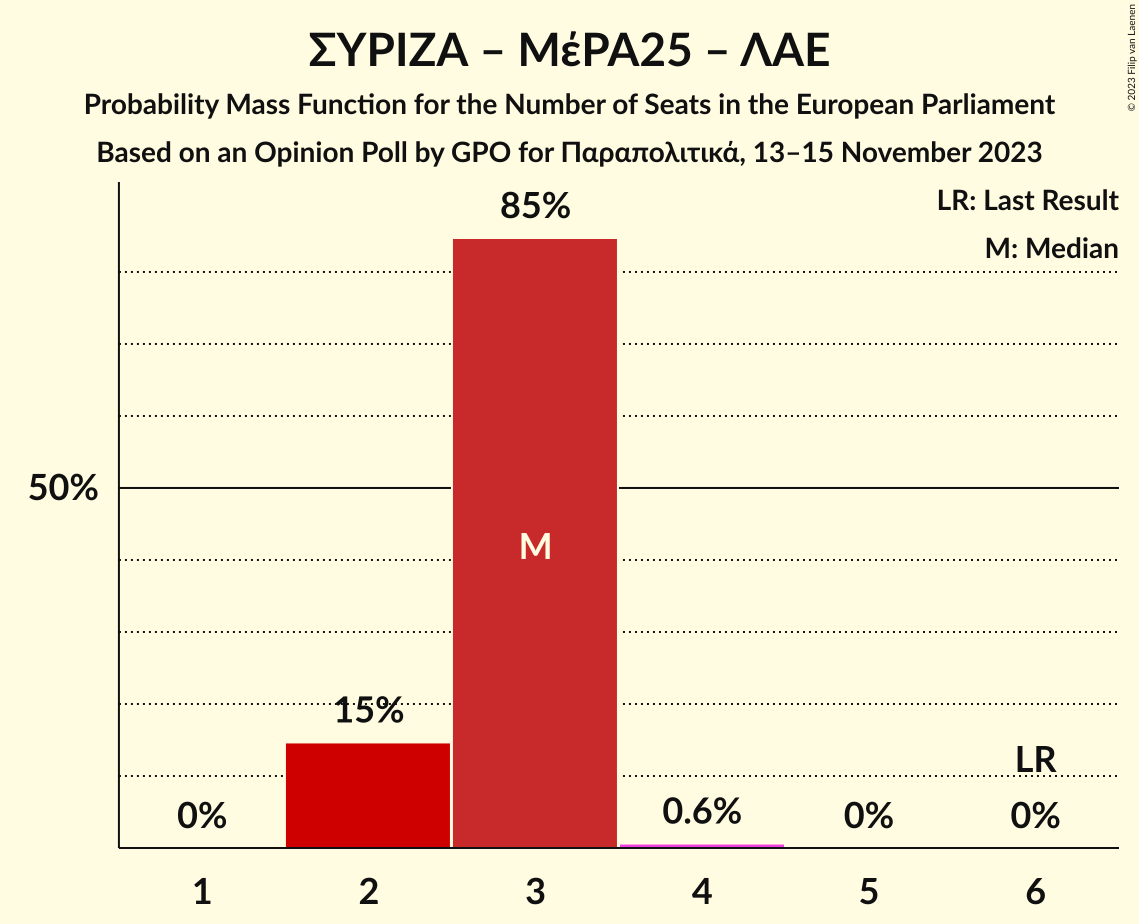 ΣΥΡΙΖΑ – ΜέΡΑ25 – ΛΑΕ
Probability Mass Function for the Number of Seats in the European Parliament
Based on an Opinion Poll by GPO for Παραπολιτικά, 13–15 November 2023
© 2023 Filip van Laenen
LR: Last Result
M: Median
85%
50%
M
15%
LR
0%
0.6%
0%
0%
1
2
3
4
5
6